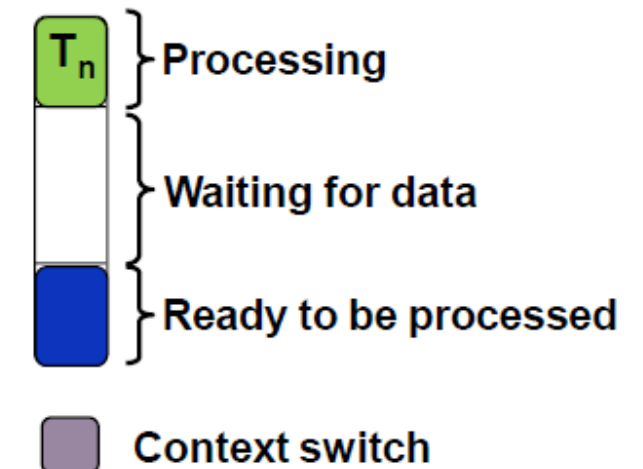 Tn
Processing
Waiting for data
Ready to be processed
Context switch